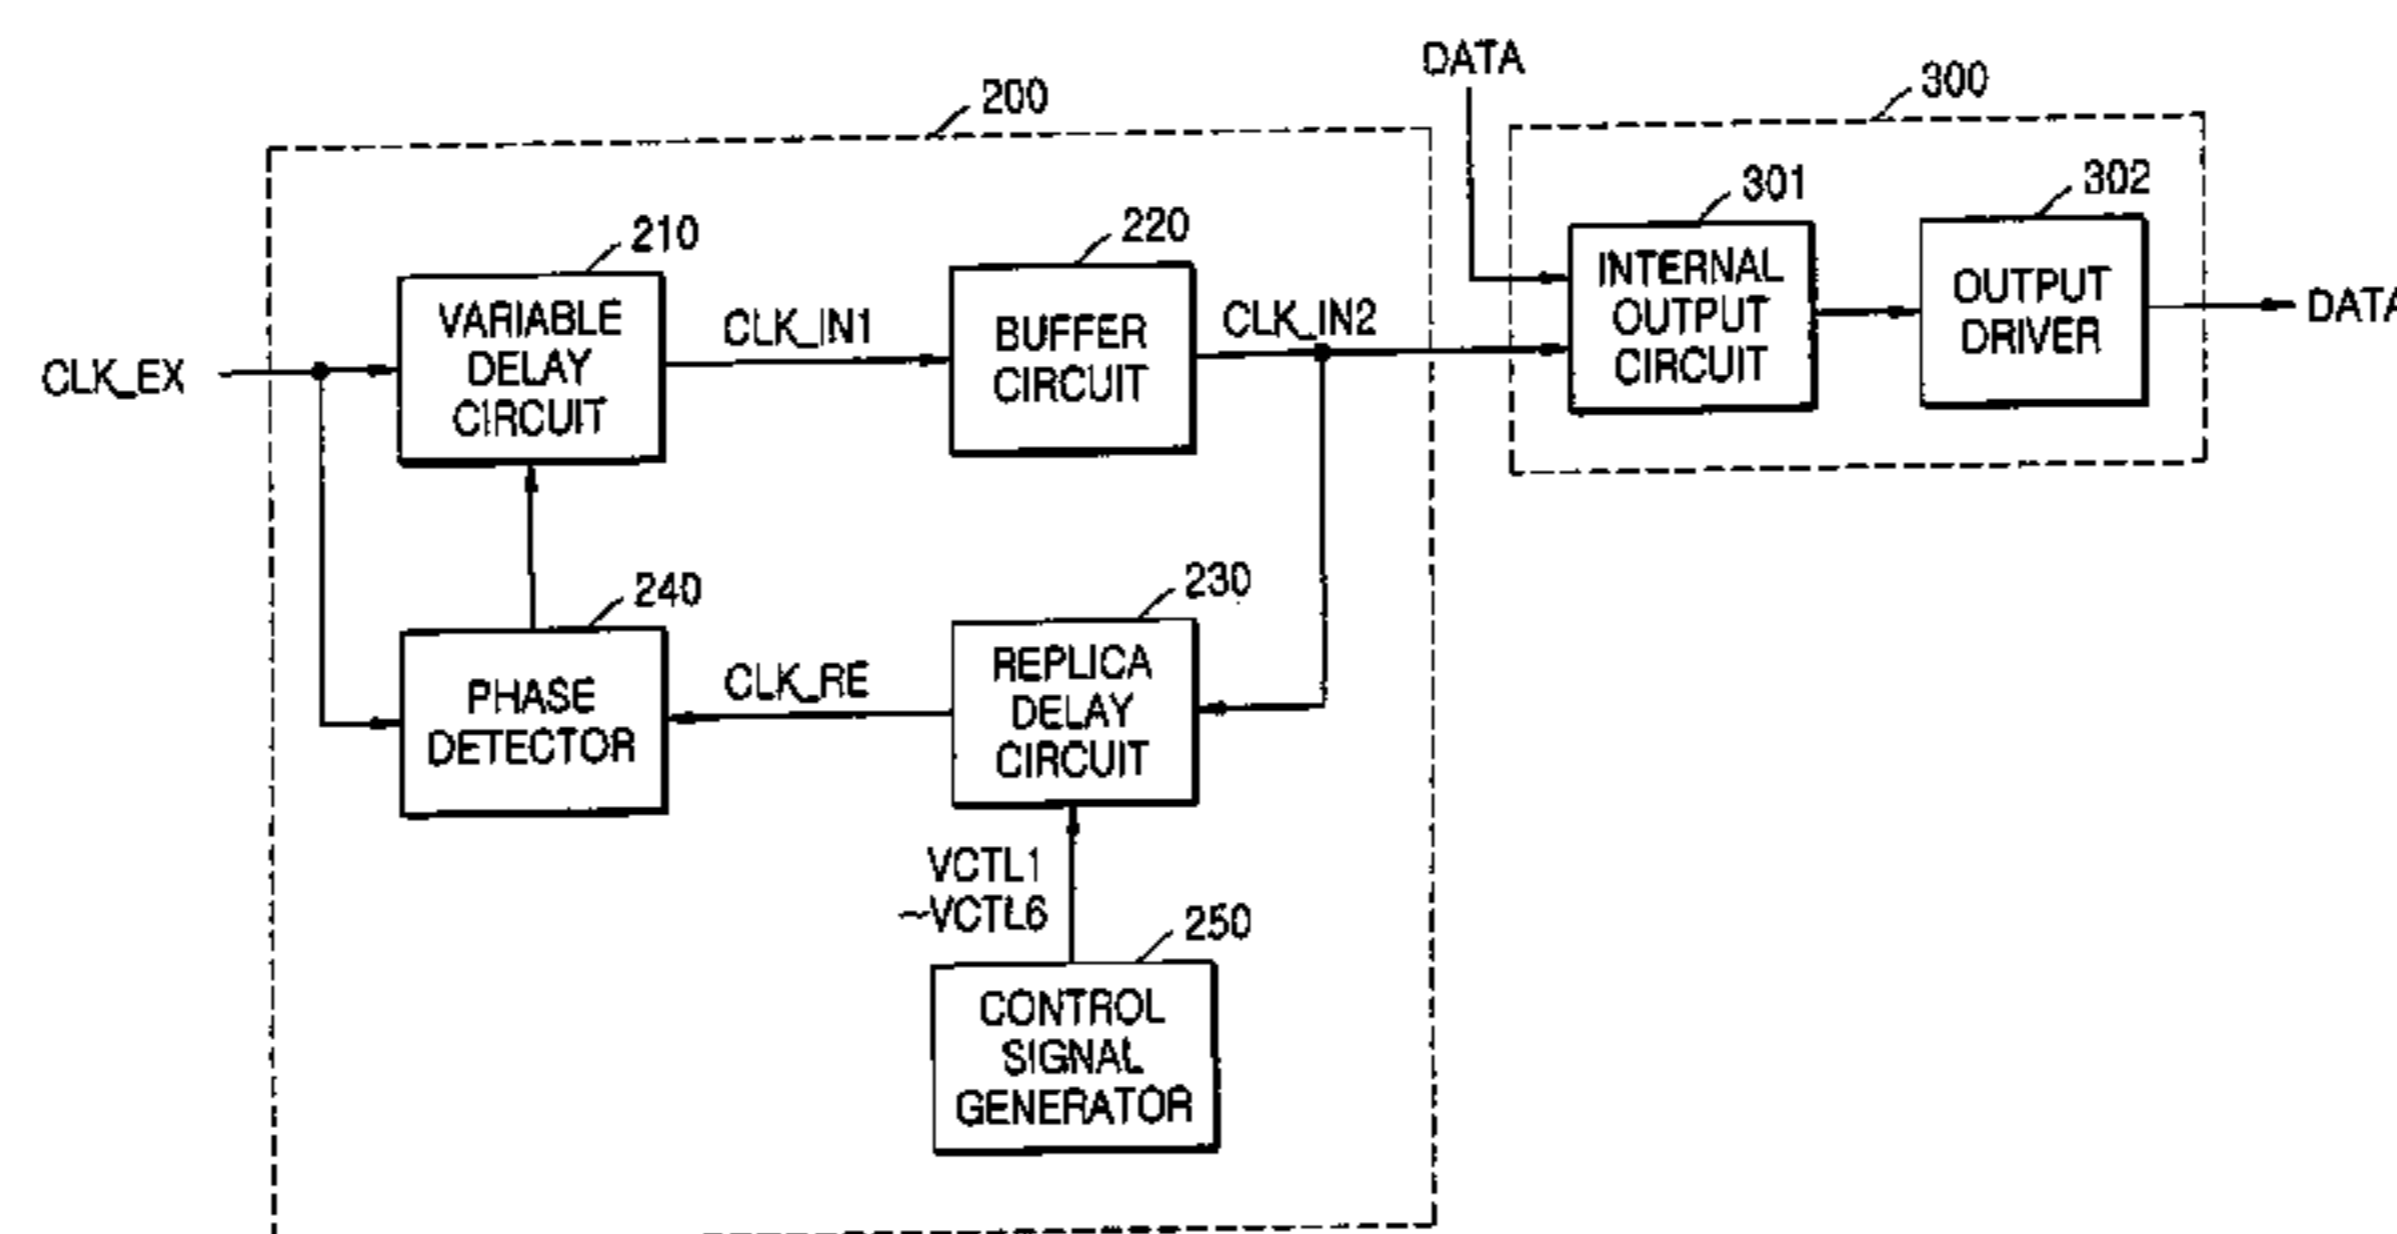 DATA
200
300
301
302
210
220
VARIABLE
DELAY
CIRCUIT
CLK_IN1
BUFFER
CIRCUIT
CLK_IN2
INTERNAL
OUTPUT
CIRCUIT
OUTPUT
DRIVER
DATA
CLK_EX
240
230
PHASE
DETECTOR
CLK_RE
REPLICA
DELAY
CIRCUIT
VCTL1
~VCTL6
250
CONTROL
SIGNAL
GENERATOR